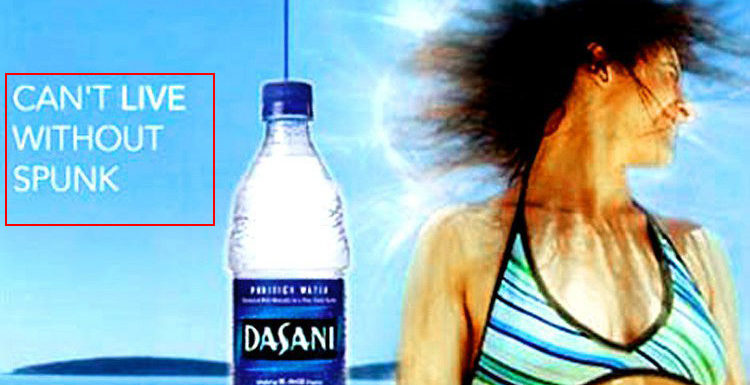 CAN'T LIVE
WITHOUT
SPUNK
PURIFIED WATER
DASANI